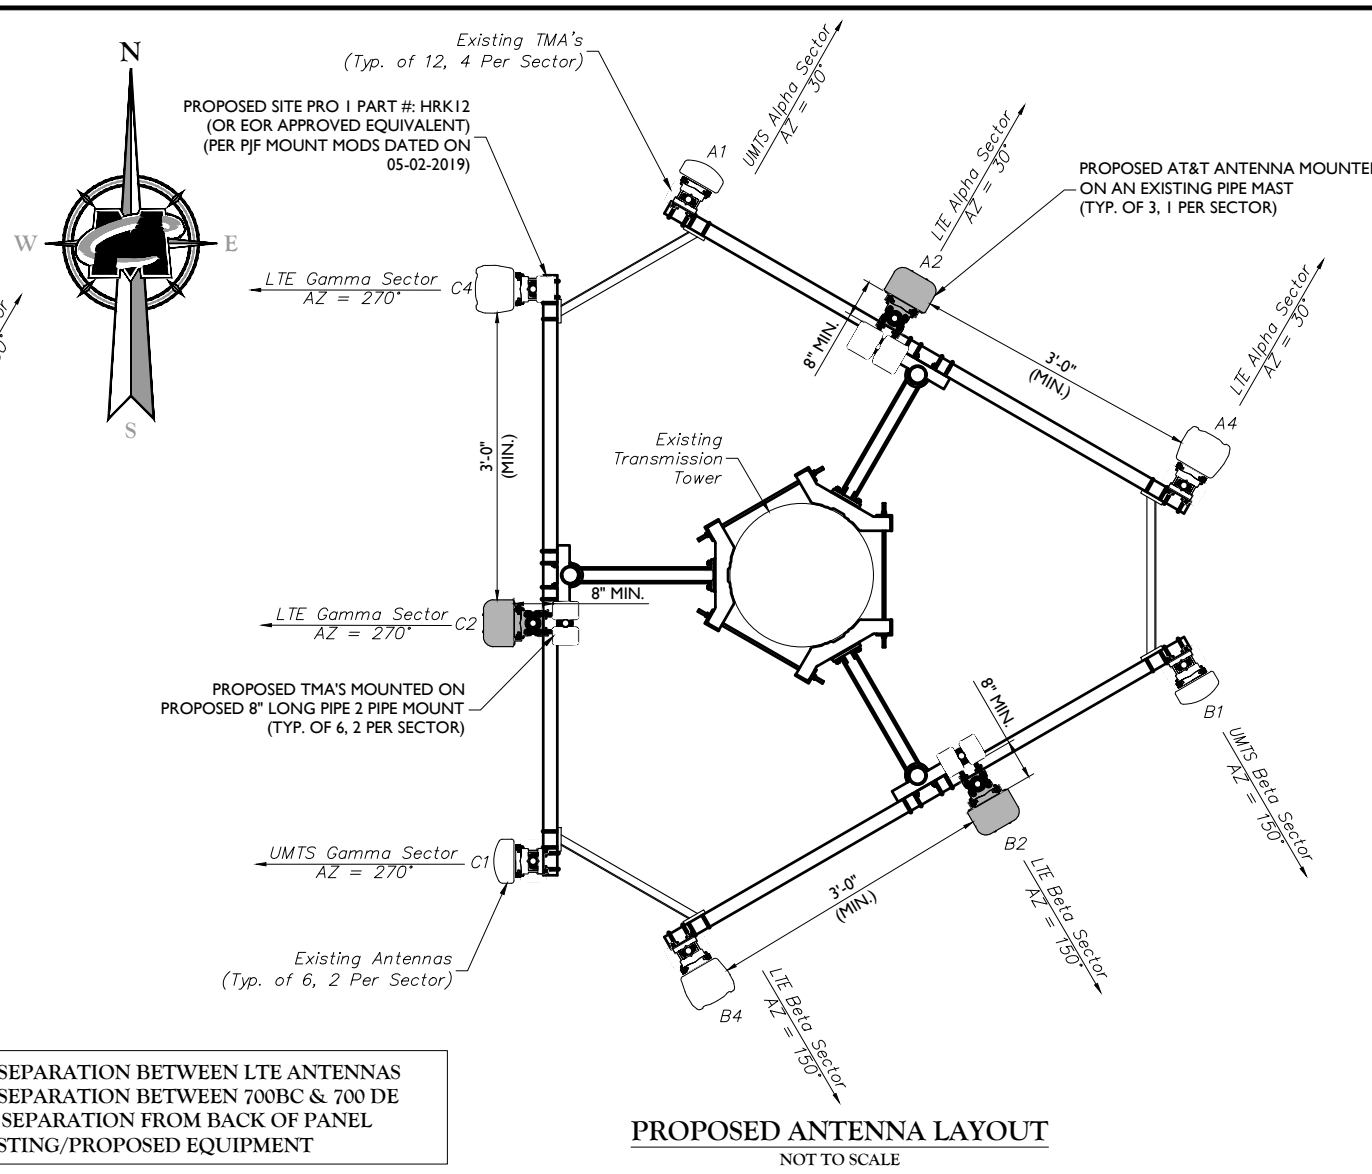 N
W
E
S
Existing TMA's
(Typ. of 12, 4 Per Sector)
PROPOSED SITE PRO 1 PART #: HRK12
(OR EOR APPROVED EQUIVALENT)
(PER PJF MOUNT MODS DATED ON
05-02-2019)
A1
UMTS Alpha Sector
AZ = 30°
A2
LTE Alpha Sector
AZ = 30°
PROPOSED AT&T ANTENNA MOUNTED
ON AN EXISTING PIPE MAST
(TYP. OF 3, 1 PER SECTOR)
LTE Gamma Sector
AZ = 270°
C4
8" MIN.
3'-0"
(MIN.)
LTE Alpha Sector
AZ = 30°
A4
3'-0"
(MIN.)
Existing
Transmission
Tower
8" MIN.
LTE Gamma Sector
AZ = 270°
C2
PROPOSED TMA'S MOUNTED ON
PROPOSED 8" LONG PIPE 2 PIPE MOUNT
(TYP. OF 6, 2 PER SECTOR)
8" MIN.
B1
UMTS Beta Sector
AZ = 150°
B2
LTE Beta Sector
AZ = 150°
3'-0"
(MIN.)
UMTS Gamma Sector
AZ = 270°
C1
Existing Antennas
(Typ. of 6, 2 Per Sector)
B4
LTE Beta Sector
AZ = 150°
SEPARATION BETWEEN LTE ANTENNAS
SEPARATION BETWEEN 700BC & 700 DE
SEPARATION FROM BACK OF PANEL
STING/PROPOSED EQUIPMENT
PROPOSED ANTENNA LAYOUT
NOT TO SCALE